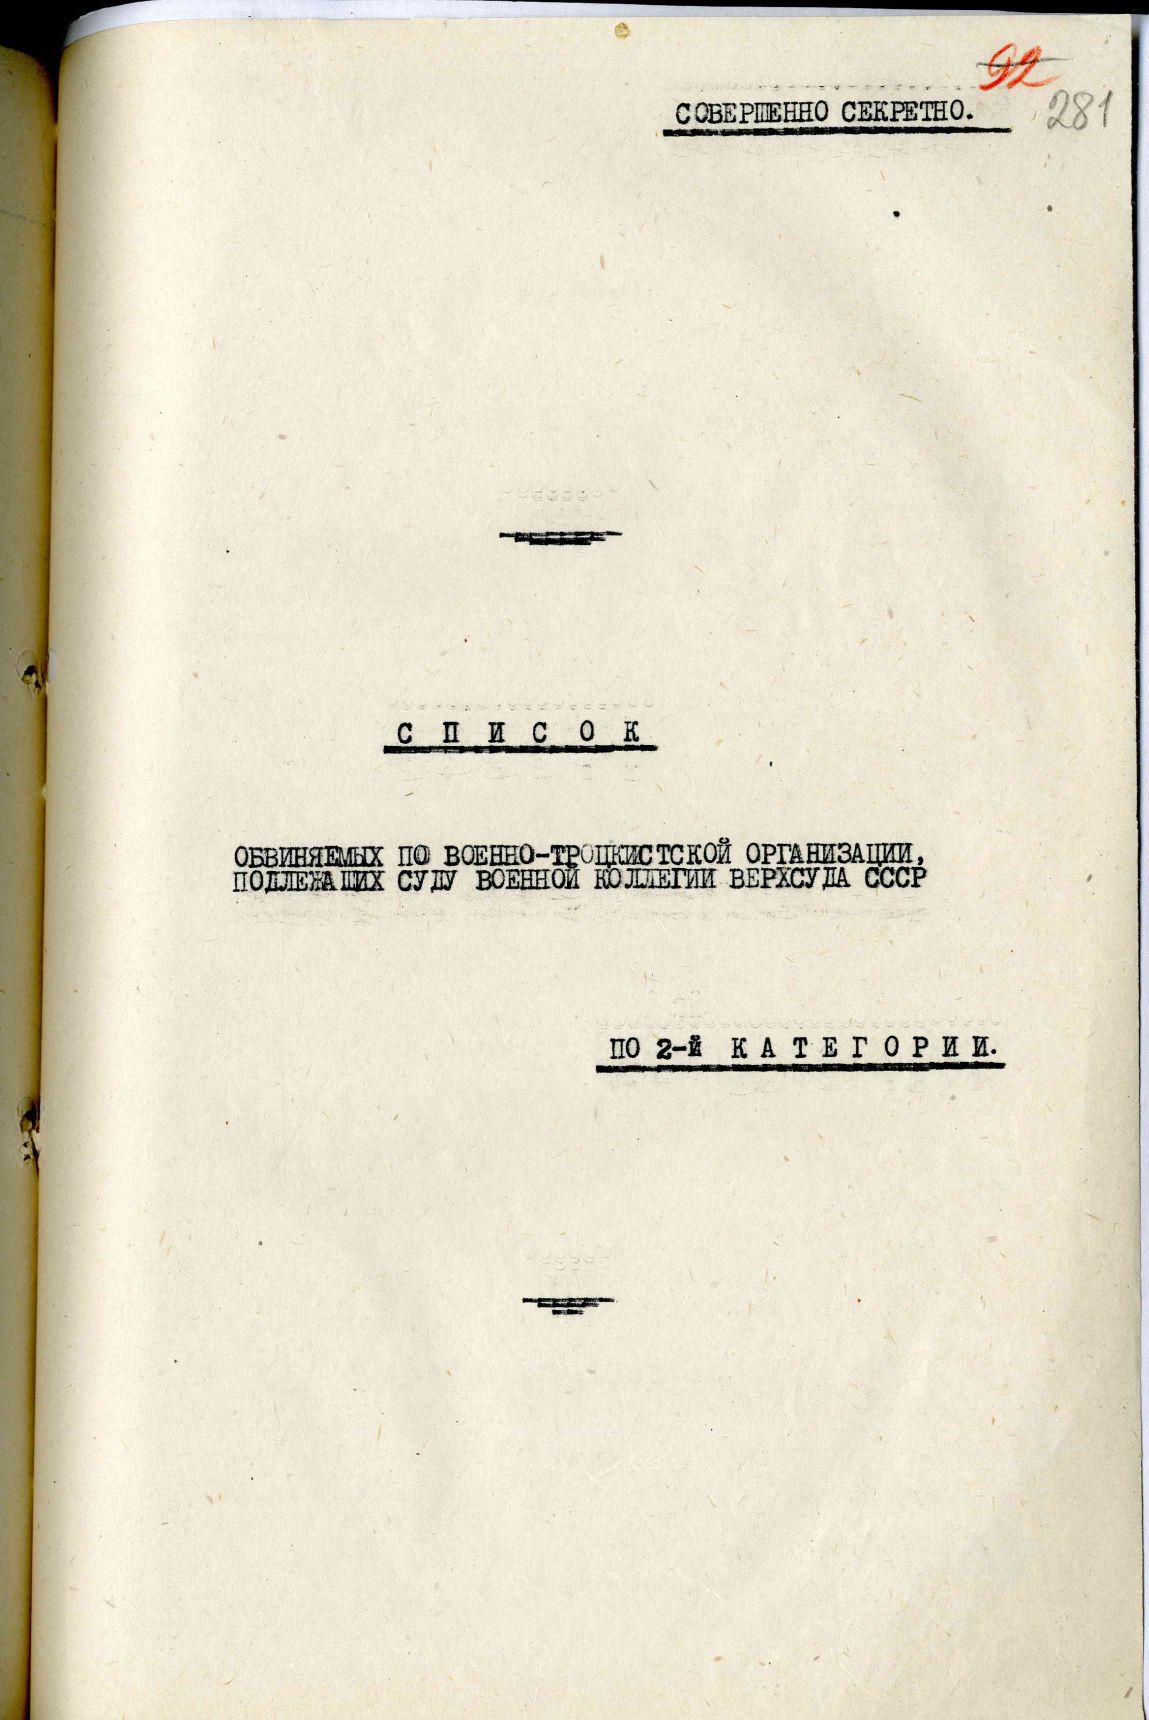 92
281
СОВЕРШЕННО СЕКРЕТНО.
С П И С О К
ОБВИНЯЕМЫХ ПО ВОЕННО-ТРОЦКИСТСКОЙ ОРГАНИЗАЦИИ,
ПОДЛЕЖАЩИХ СУДУ ВОЕННОЙ КОЛЛЕГИИ ВЕРХСУДА СССР
ПО 2-й К А Т Е Г О Р И И.